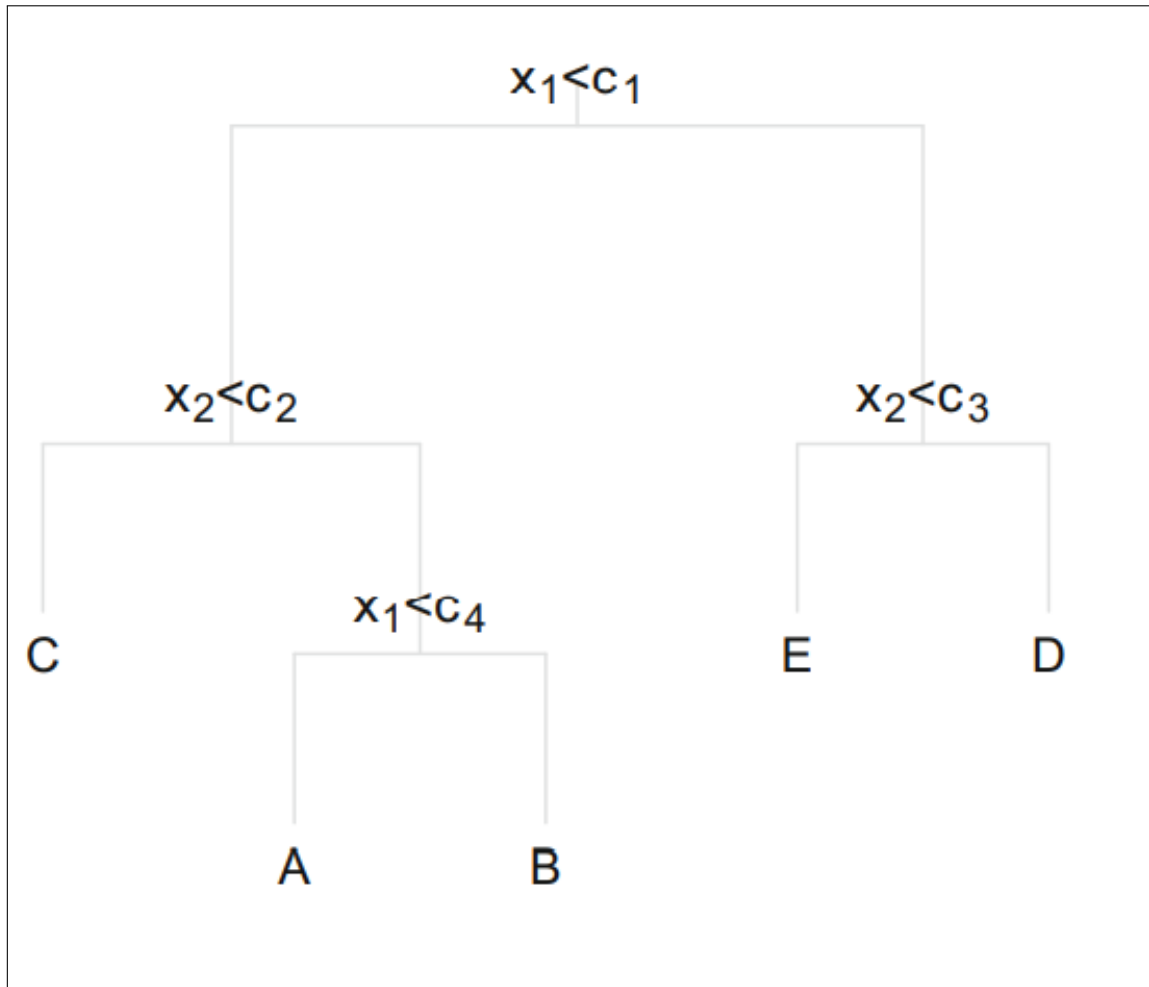 x₁<c₁
x₂<c₂ x₂<c₃
x₁<c₄
C E D
A B